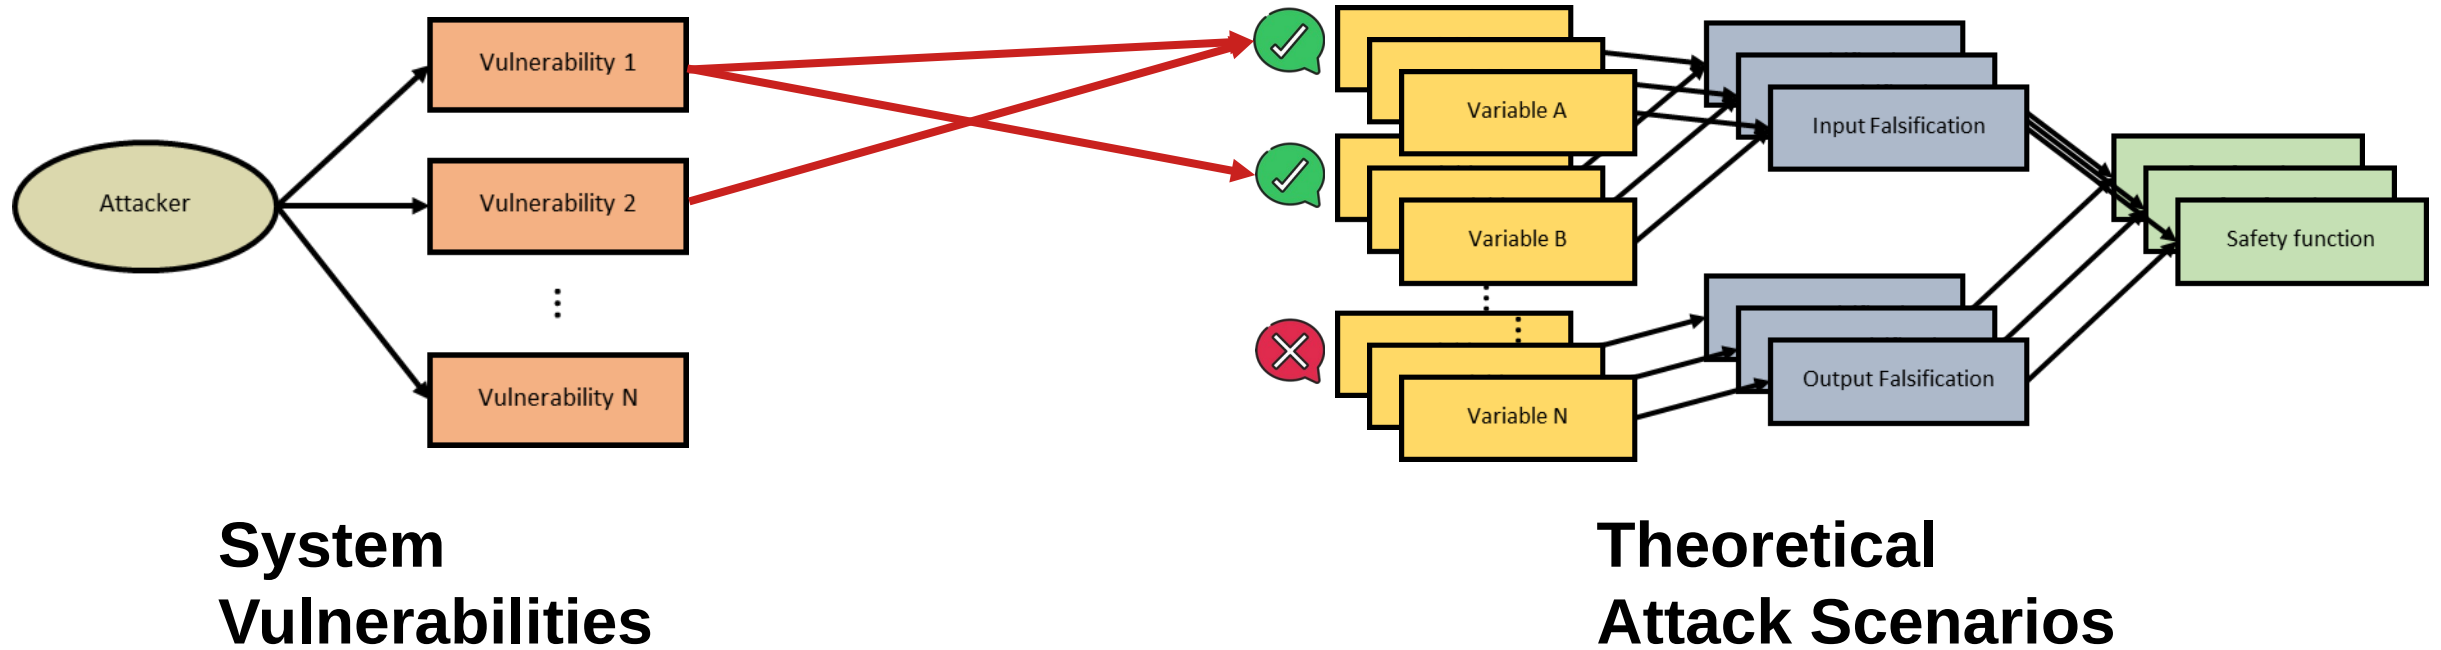 Attacker
Vulnerability 1
Vulnerability 2
Vulnerability N
Variable A
Variable B
Variable N
Input Falsification
Output Falsification
Safety function
System
Vulnerabilities
Theoretical
Attack Scenarios